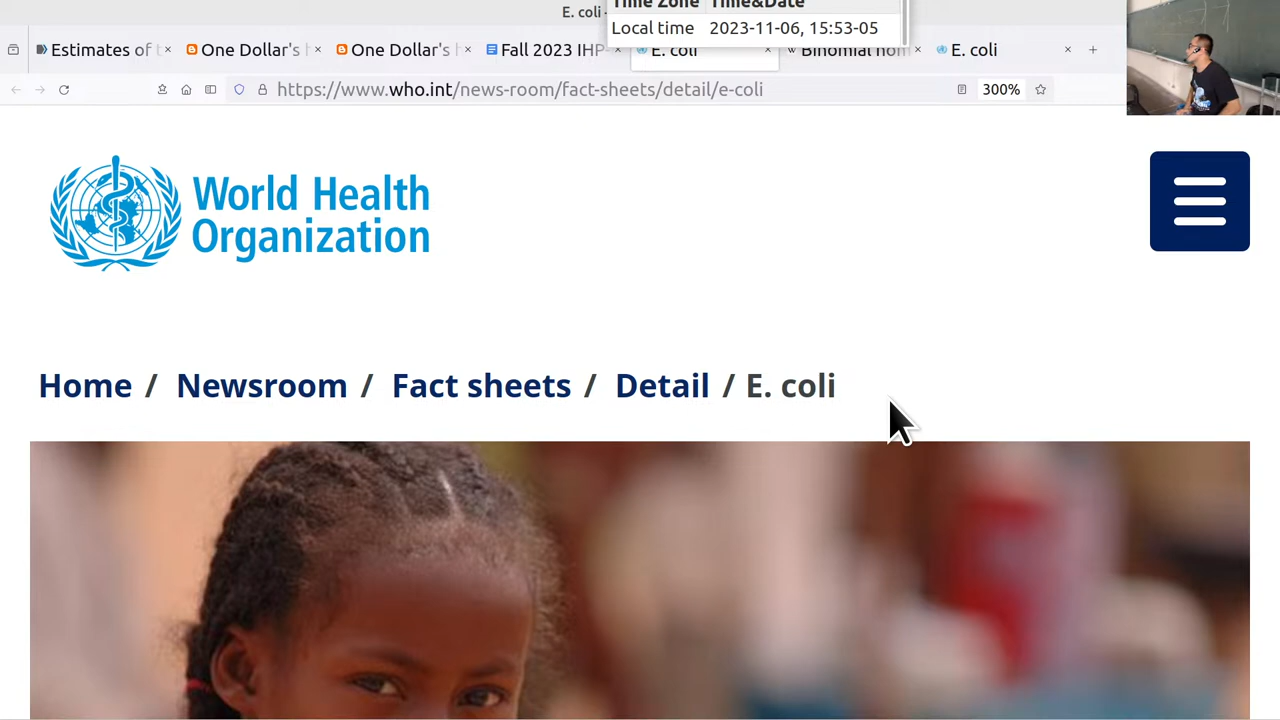 E. coli
Time Zone Time&Date
Local time 2023-11-06, 15:53-05
Estimates of t
One Dollar's h
One Dollar's h
Fall 2023 IHP-
E. coli
Binomial nom
E. coli
https://www.who.int/news-room/fact-sheets/detail/e-coli
300%
World Health
Organization
Home / Newsroom / Fact sheets / Detail / E. coli